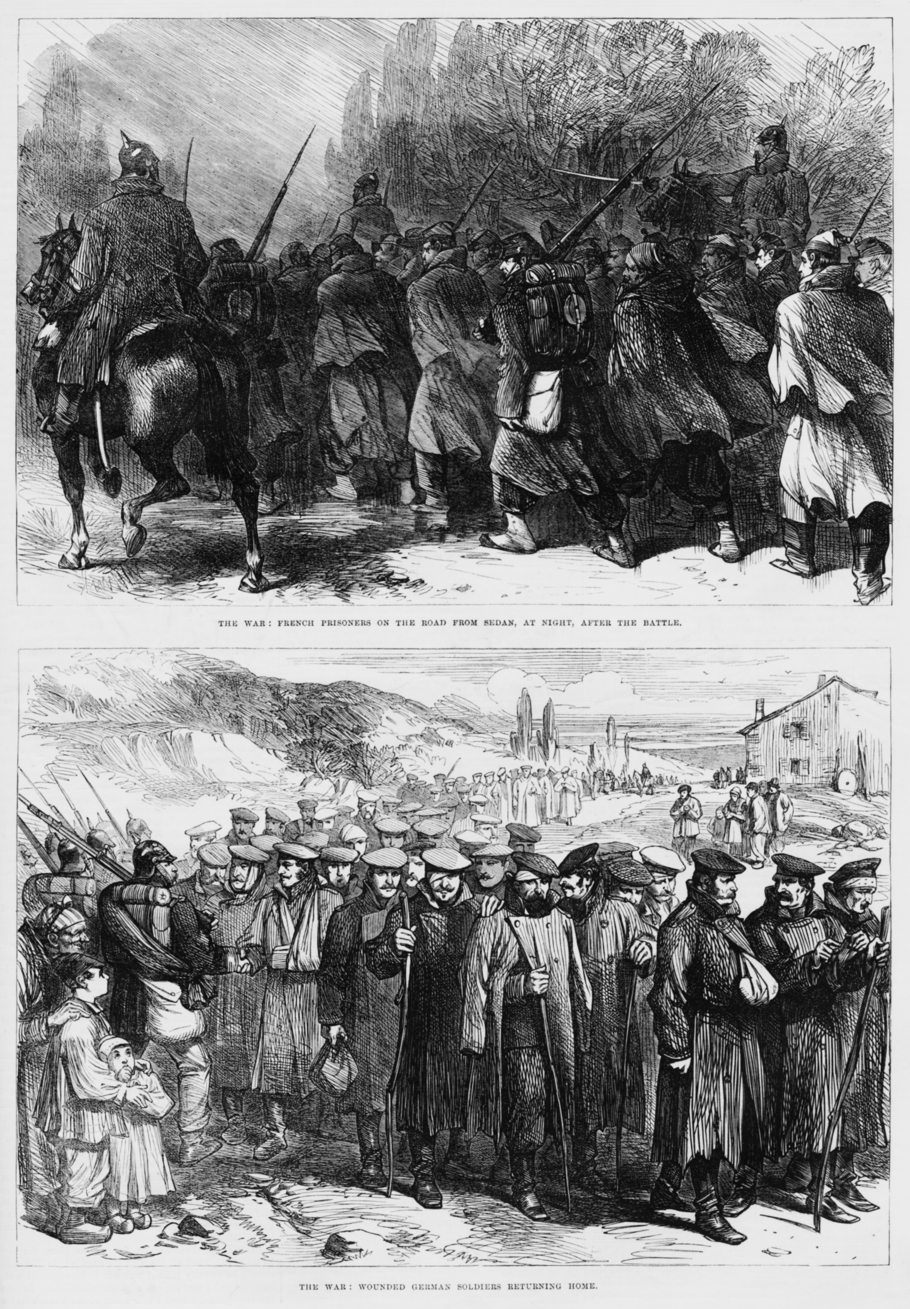 THE WAR: FRENCH PRISONERS ON THE ROAD FROM SEDAN, AT NIGHT, AFTER THE BATTLE.
THE WAR: WOUNDED GERMAN SOLDIERS RETURNING HOME.